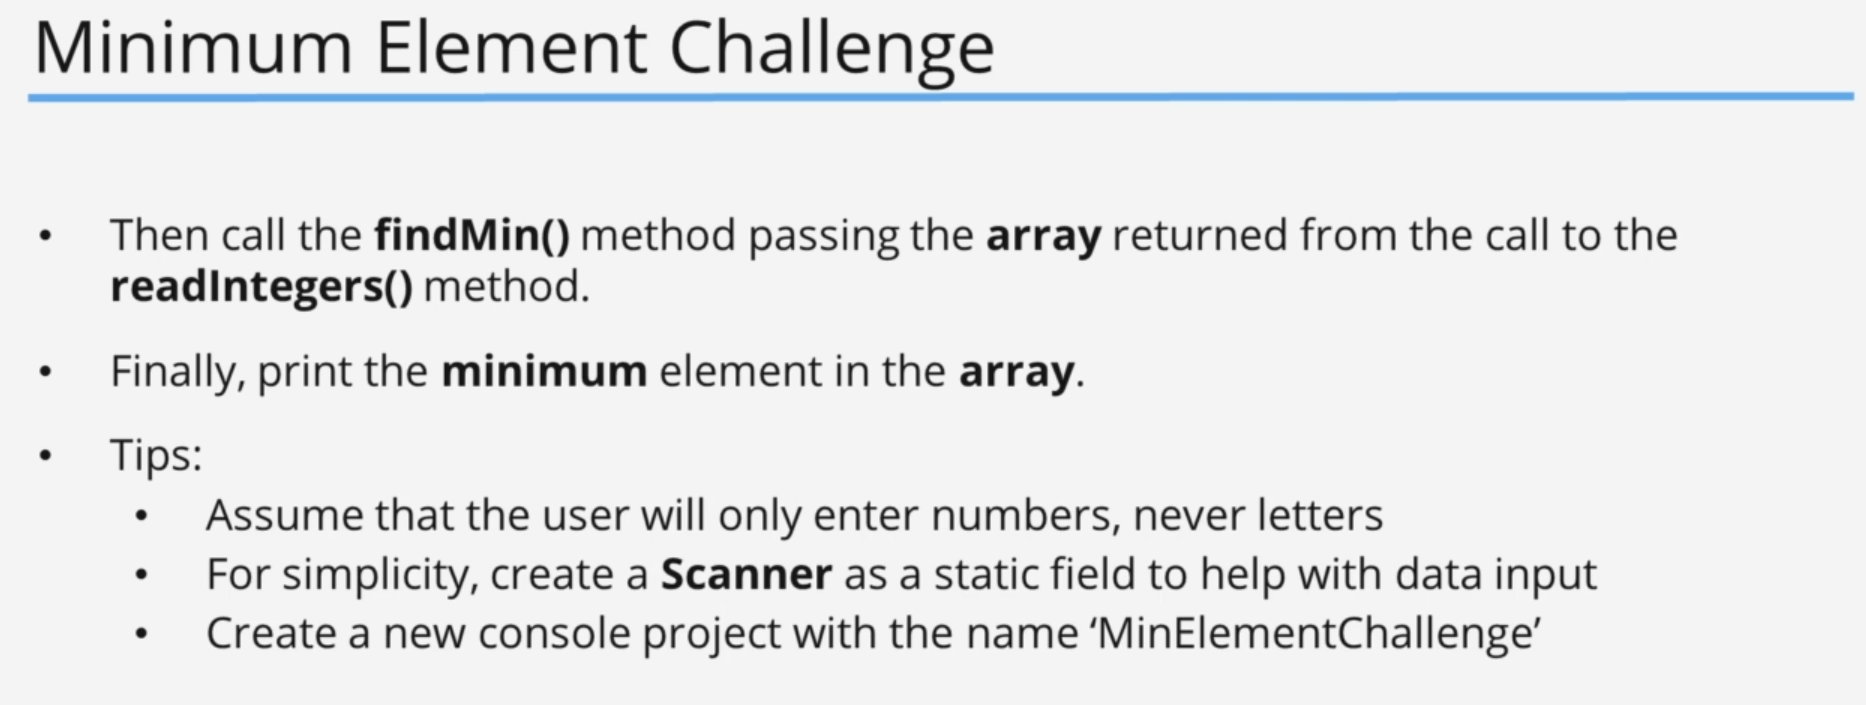 Minimum Element Challenge
• Then call the findMin() method passing the array returned from the call to the
readIntegers() method.
• Finally, print the minimum element in the array.
• Tips:
• Assume that the user will only enter numbers, never letters
• For simplicity, create a Scanner as a static field to help with data input
• Create a new console project with the name ‘MinElementChallenge’